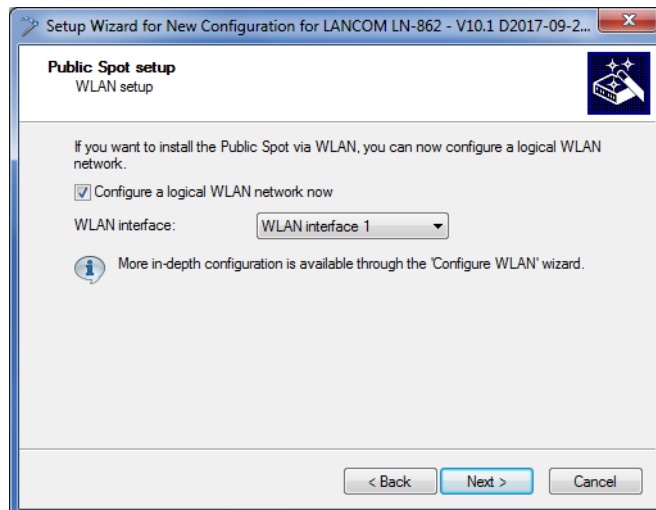 Setup Wizard for New Configuration for LANCOM LN-862 - V10.1 D2017-09-2...
Public Spot setup
WLAN setup
If you want to install the Public Spot via WLAN, you can now configure a logical WLAN
network.
Configure a logical WLAN network now
WLAN interface: WLAN interface 1
More in-depth configuration is available through the 'Configure WLAN' wizard.
< Back Next > Cancel